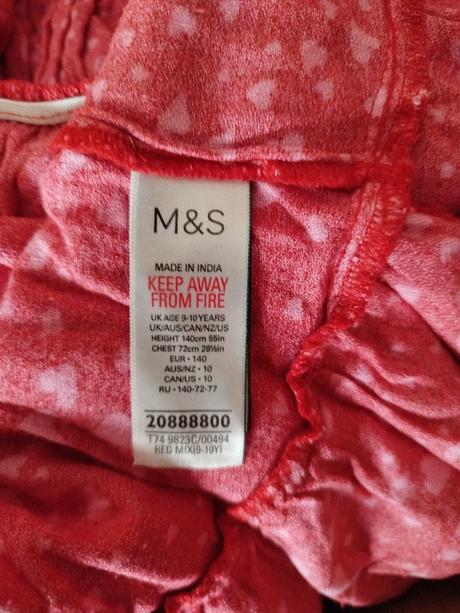 M&S
MADE IN INDIA
KEEP AWAY
FROM FIRE
UK AGE 9-10YEARS
UK/AUS/CAN/NZ/US
HEIGHT 140cm 55in
CHEST 72cm 28½in
EUR • 140
AUS/NZ • 10
CAN/US • 10
RU • 140-72-77
20888800
T74 9823C/00494
RED MIX(9-10Y)